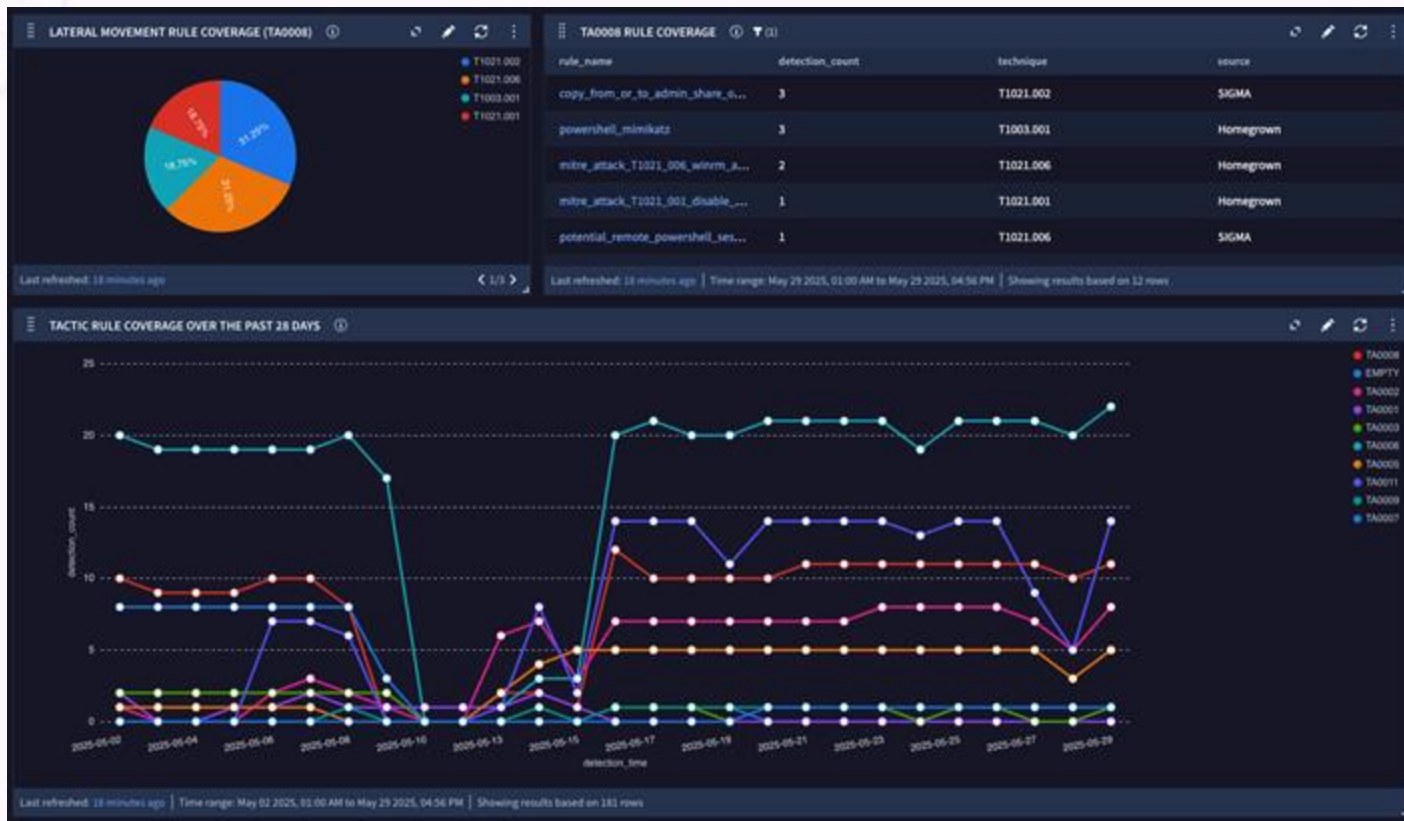 LATERAL MOVEMENT RULE COVERAGE (TA0008)
T1021.002
T1021.006
T1003.001
T1021.001
31.25%
31.25%
18.75%
18.75%
Last refreshed: 18 minutes ago
1/3
TA0008 RULE COVERAGE (1)
rule_name detection_count technique source
copy_from_or_to_admin_share_o... 3 T1021.002 SIGMA
powershell_mimikatz 3 T1003.001 Homegrown
mitre_attack_T1021_006_winrm_a... 2 T1021.006 Homegrown
mitre_attack_T1021_001_disable_... 1 T1021.001 Homegrown
potential_remote_powershell_ses... 1 T1021.006 SIGMA
Last refreshed: 18 minutes ago | Time range: May 29 2025, 01:00 AM to May 29 2025, 04:56 PM | Showing results based on 12 rows
TACTIC RULE COVERAGE OVER THE PAST 28 DAYS
25
20
15
10
5
0
detection_count
2025-05-02 2025-05-04 2025-05-06 2025-05-08 2025-05-10 2025-05-13 2025-05-15 2025-05-17 2025-05-19 2025-05-21 2025-05-23 2025-05-25 2025-05-27 2025-05-29
detection_time
TA0008
EMPTY
TA0002
TA0001
TA0003
TA0006
TA0005
TA0011
TA0009
TA0007
Last refreshed: 18 minutes ago | Time range: May 02 2025, 01:00 AM to May 29 2025, 04:56 PM | Showing results based on 181 rows